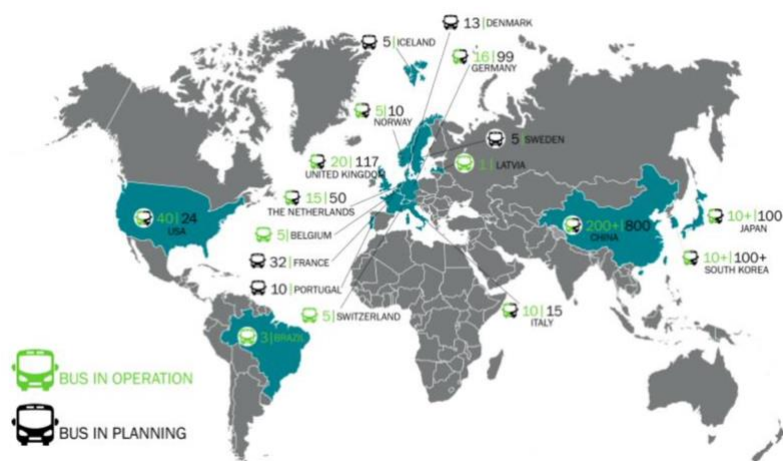 13|DENMARK
5|ICELAND
16|99
GERMANY
5|10
NORWAY
5|SWEDEN
20|117
UNITED KINGDOM
1|LATVIA
15|50
THE NETHERLANDS
40|24
USA
200+|800
CHINA
10+|100
JAPAN
5|BELGIUM
32|FRANCE
10+|100+
SOUTH KOREA
10|PORTUGAL
5|SWITZERLAND
10|15
ITALY
3|BRAZIL
BUS IN OPERATION
BUS IN PLANNING